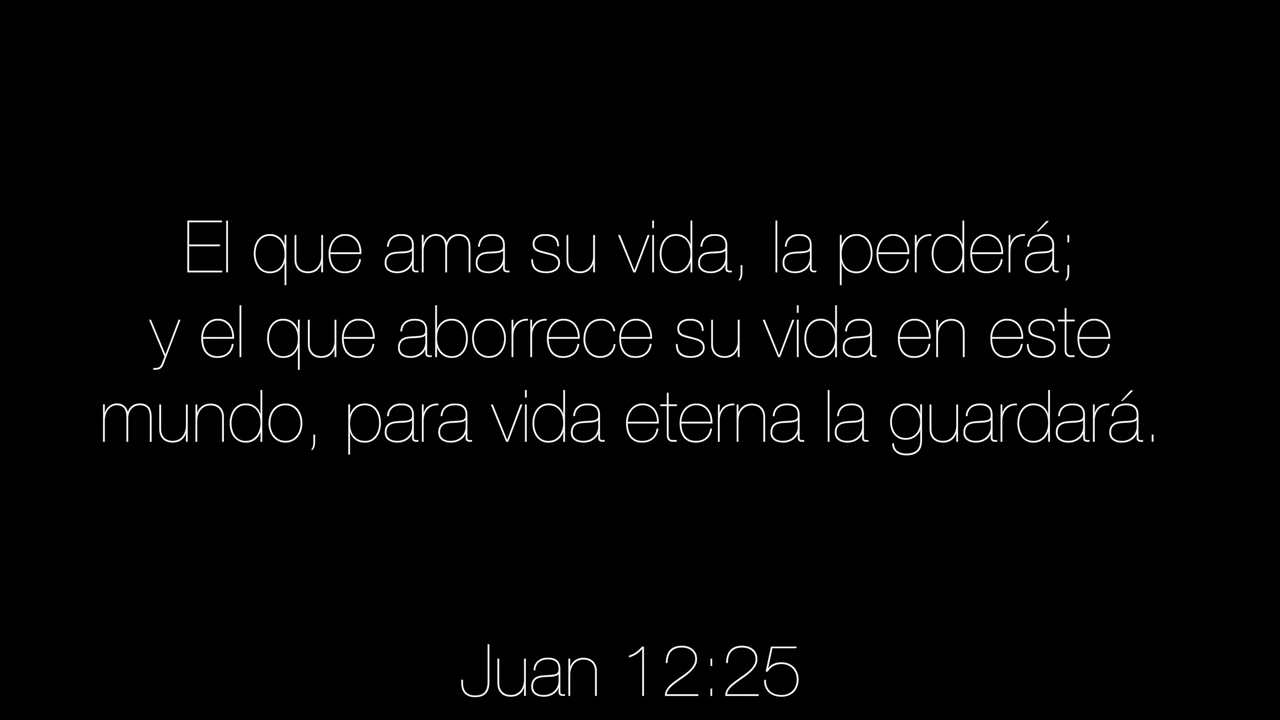 El que ama su vida, la perderá;
y el que aborrece su vida en este
mundo, para vida eterna la guardará.
Juan 12:25